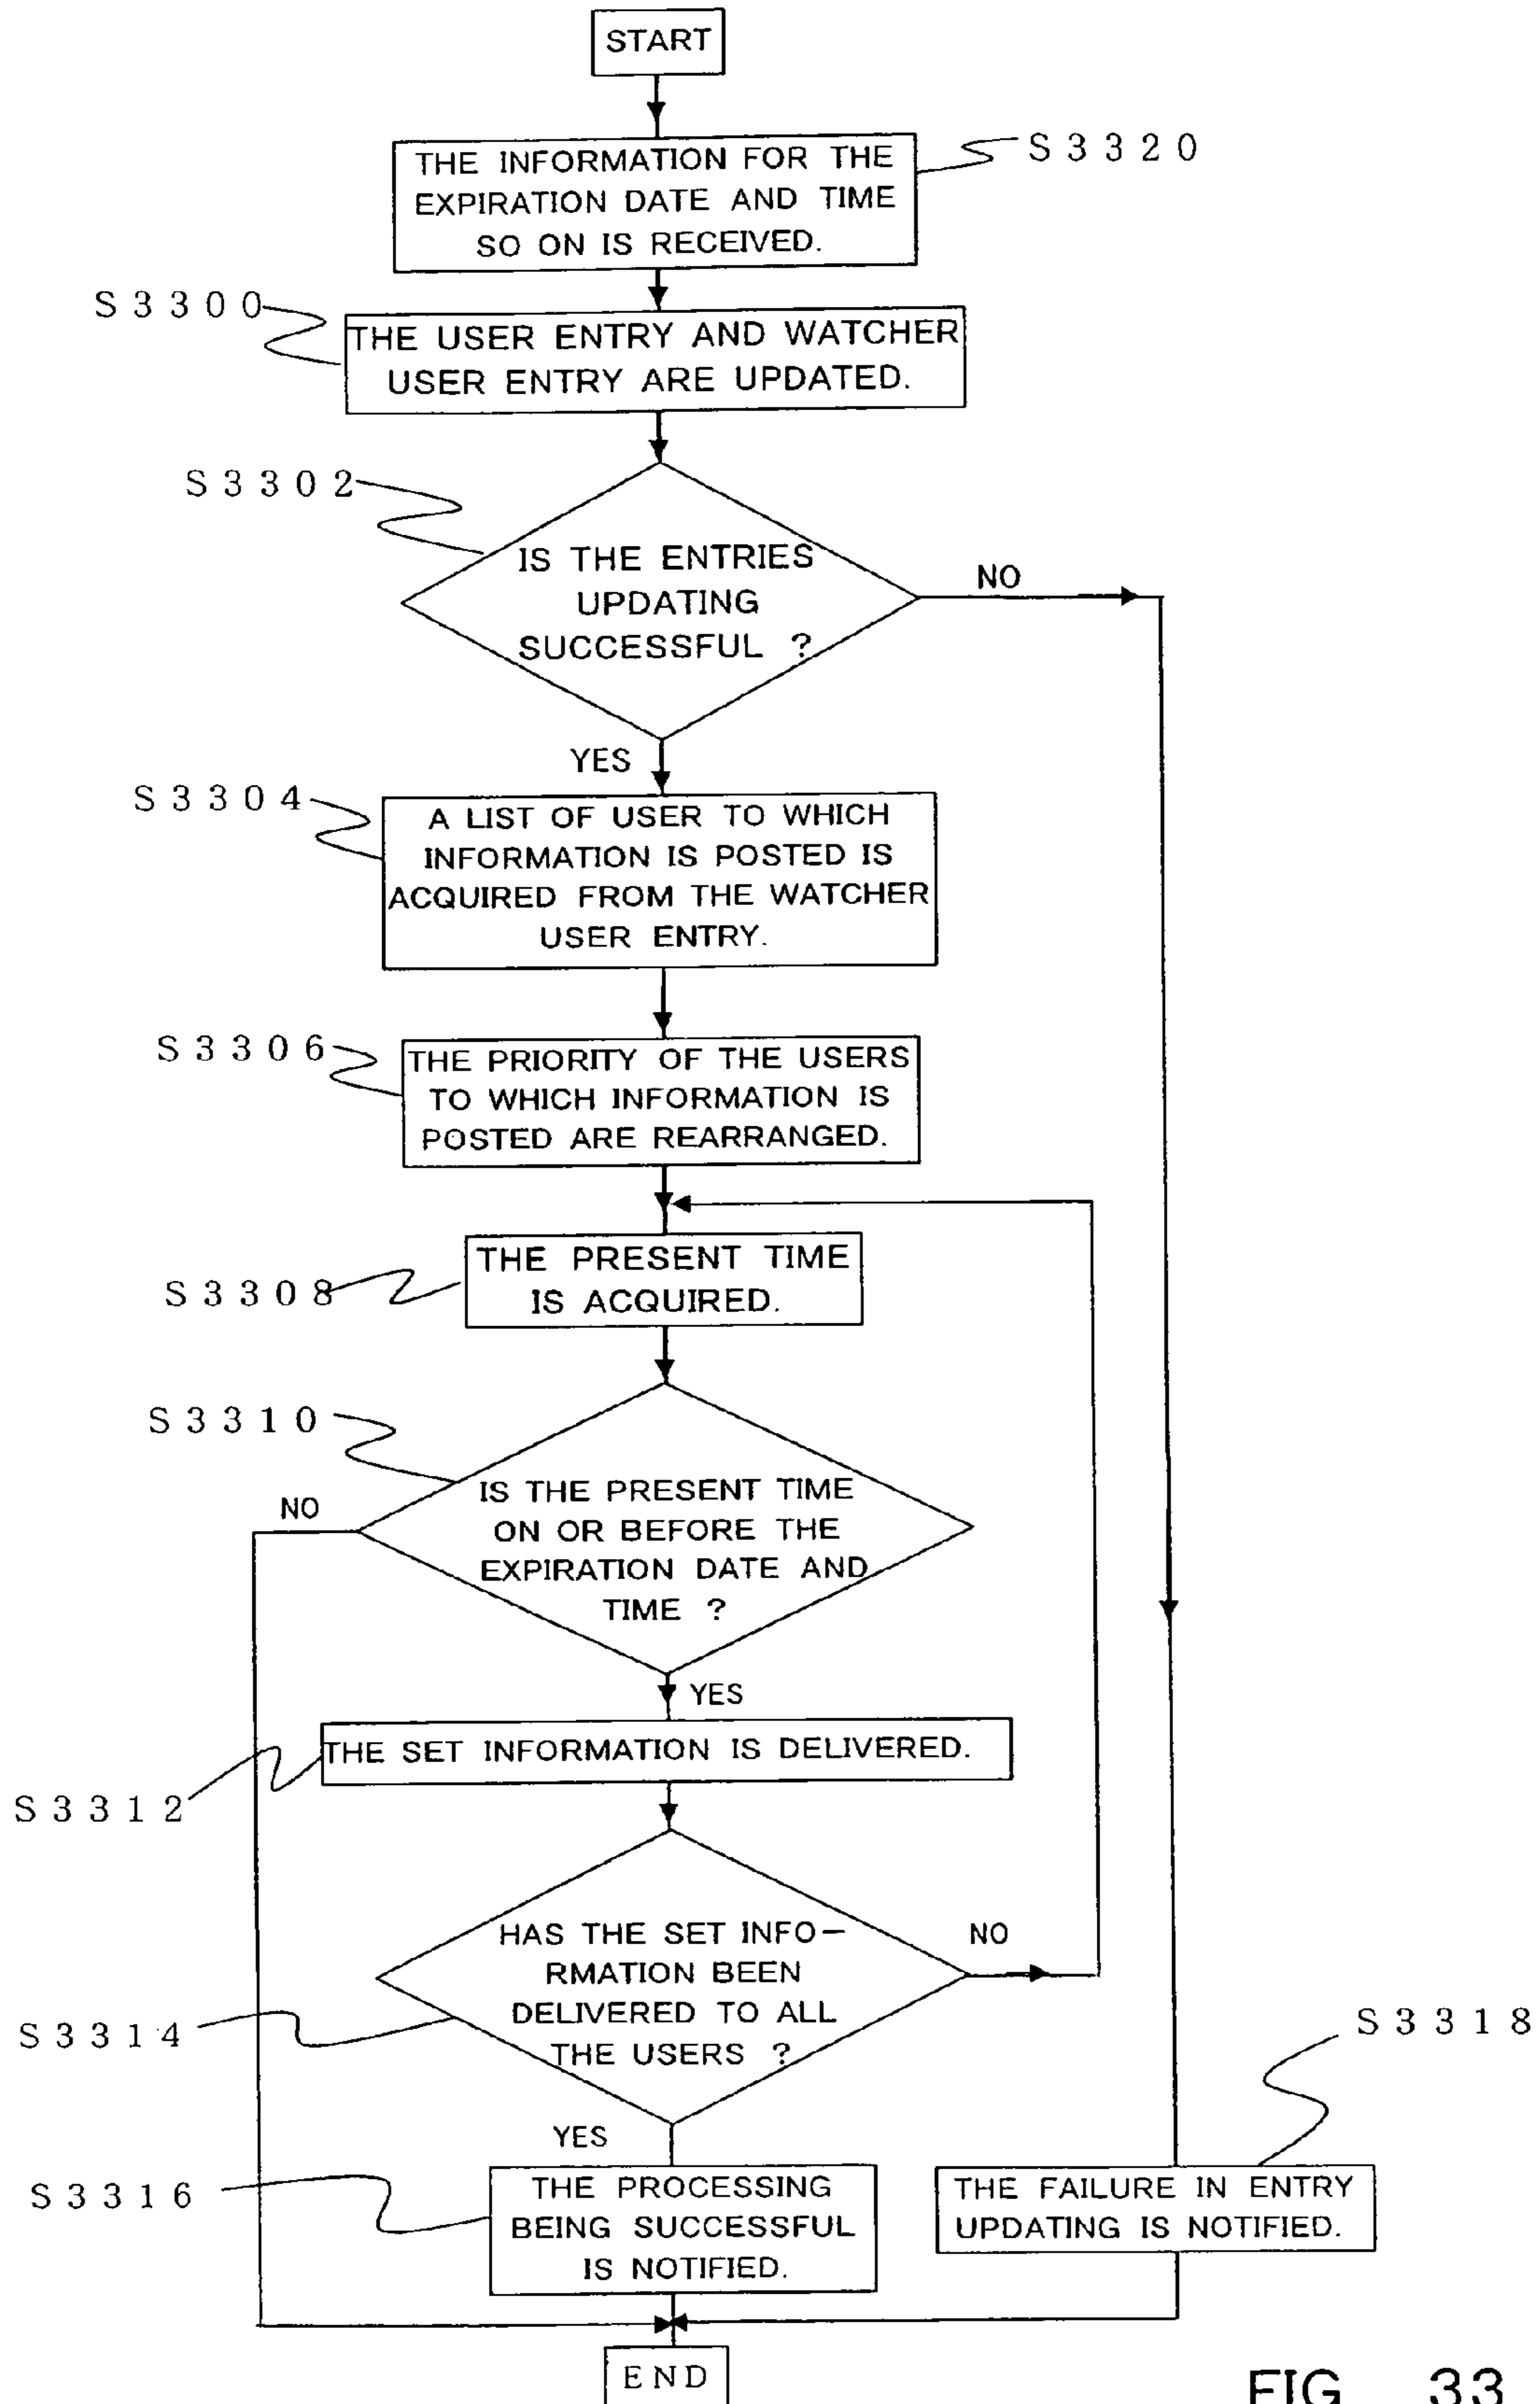 START
THE INFORMATION FOR THE
EXPIRATION DATE AND TIME
SO ON IS RECEIVED.
S3320
S3300
THE USER ENTRY AND WATCHER
USER ENTRY ARE UPDATED.
S3302
IS THE ENTRIES
UPDATING
SUCCESSFUL ?
NO
YES
S3304
A LIST OF USER TO WHICH
INFORMATION IS POSTED IS
ACQUIRED FROM THE WATCHER
USER ENTRY.
S3306
THE PRIORITY OF THE USERS
TO WHICH INFORMATION IS
POSTED ARE REARRANGED.
S3308
THE PRESENT TIME
IS ACQUIRED.
S3310
IS THE PRESENT TIME
ON OR BEFORE THE
EXPIRATION DATE AND
TIME ?
NO
YES
THE SET INFORMATION IS DELIVERED.
S3312
HAS THE SET INFO-
RMATION BEEN
DELIVERED TO ALL
THE USERS ?
NO
S3314
S3318
YES
S3316
THE PROCESSING
BEING SUCCESSFUL
IS NOTIFIED.
THE FAILURE IN ENTRY
UPDATING IS NOTIFIED.
END
FIG. 33